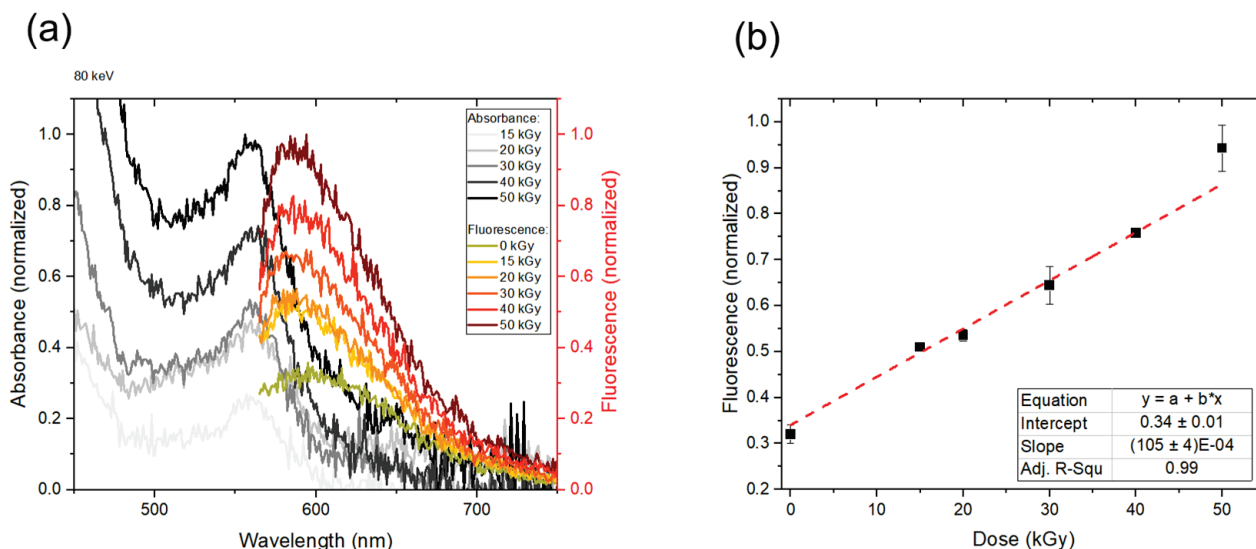 (a)
80 keV
Absorbance (normalized)
1.0
0.8
0.6
0.4
0.2
0.0
500
600
700
Wavelength (nm)
Absorbance:
15 kGy
20 kGy
30 kGy
40 kGy
50 kGy
Fluorescence:
0 kGy
15 kGy
20 kGy
30 kGy
40 kGy
50 kGy
1.0
0.8
0.6
0.4
0.2
0.0
Fluorescence (normalized)
(b)
Fluorescence (normalized)
1.0
0.9
0.8
0.7
0.6
0.5
0.4
0.3
0.2
0
10
20
30
40
50
Dose (kGy)
Equation y = a + b*x
Intercept 0.34 ± 0.01
Slope (105 ± 4)E-04
Adj. R-Squ 0.99